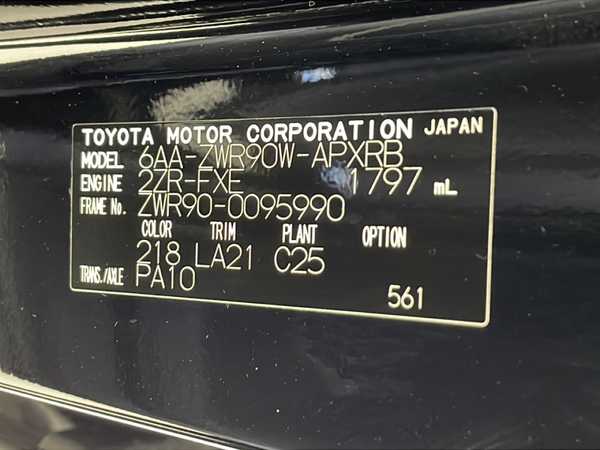 TOYOTA MOTOR CORPORATION JAPAN
MODEL 6AA-ZWR90W-APXRB
ENGINE 2ZR-FXE 1797 mL
FRAME No. ZWR90-0095990
COLOR TRIM PLANT OPTION
218 LA21 C25
TRANS./AXLE PA10
561